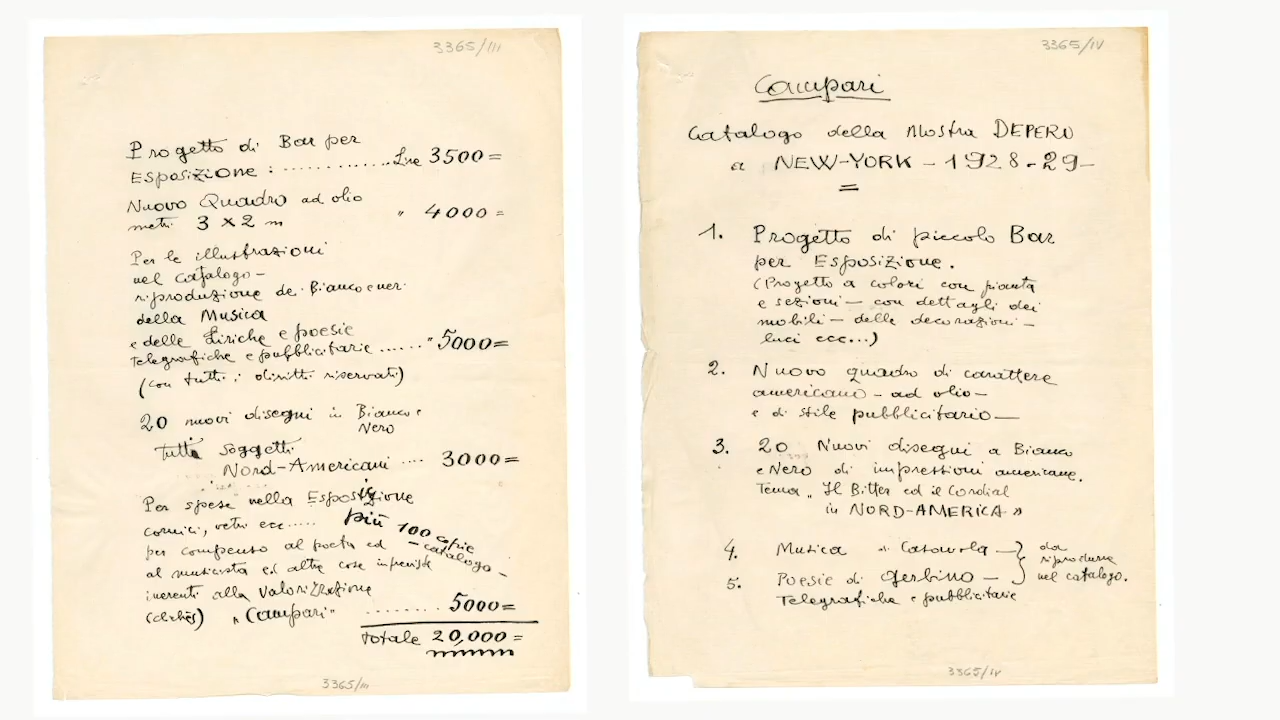 3365/III
Progetto di Bar per
Esposizione : ............ Lire 3500=
Nuovo Quadro ad olio
metri 3 × 2 m " 4000=
Per le illustrazioni
nel catalogo –
riproduzione dei Bianco e neri
della Musica
e delle Liriche e poesie
telegrafiche e pubblicitarie ...... " 5000=
(con tutti i diritti riservati)
20 nuovi disegni in Bianco e
Nero
Tutti soggetti
Nord-Americani .... 3000=
Per spese nella Esposizione
cornici, vetri ecc..... più 100 copie
per compenso al poeta ed – catalogo –
al musicista ed altre cose impreviste
inerenti alla valorizzazione
(clichès) "Campari" ........ 5000=
totale 20,000=
3365/III
3365/IV
Campari
Catalogo della Mostra DEPERO
a NEW-YORK – 1928-29–
=
1. Progetto di piccolo Bar
per Esposizione.
(Progetto a colori con pianta
e sezioni – con dettagli dei
mobili – delle decorazioni –
luci ecc...)
2. Nuovo quadro di carattere
americano – ad olio –
e di stile pubblicitario –
3. 20 Nuovi disegni a Bianco
e Nero di impressioni americane.
Tema „ Il Bitter ed il Cordial
in NORD-AMERICA »
4. Musica di Casavola – } da
riprodurre
5. Poesie di Gerbino – nel catalogo.
Telegrafiche e pubblicitarie
3365/IV